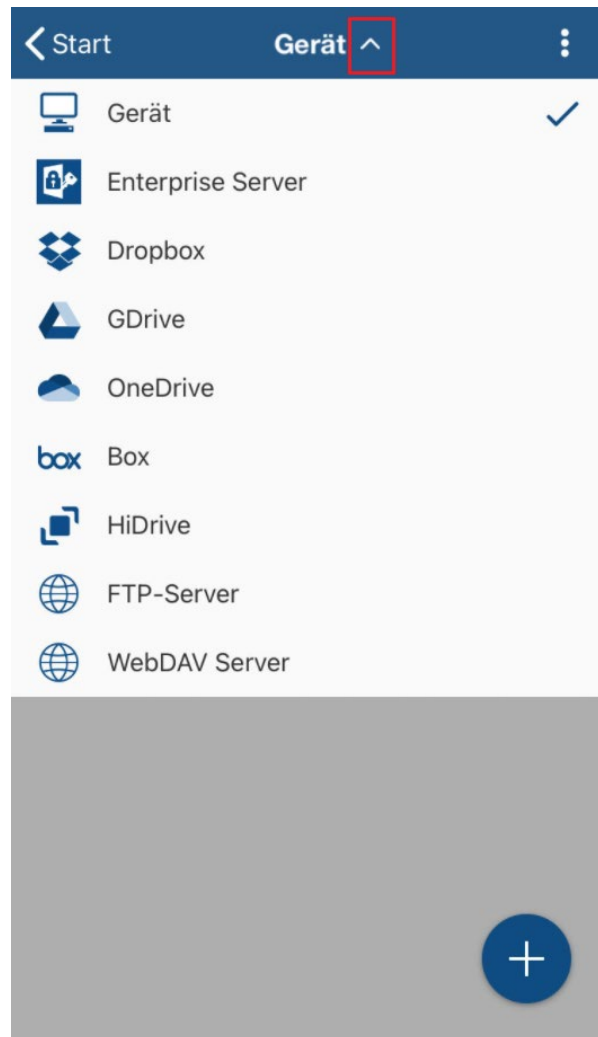 Start
Gerät
Gerät
Enterprise Server
Dropbox
GDrive
OneDrive
box Box
HiDrive
FTP-Server
WebDAV Server